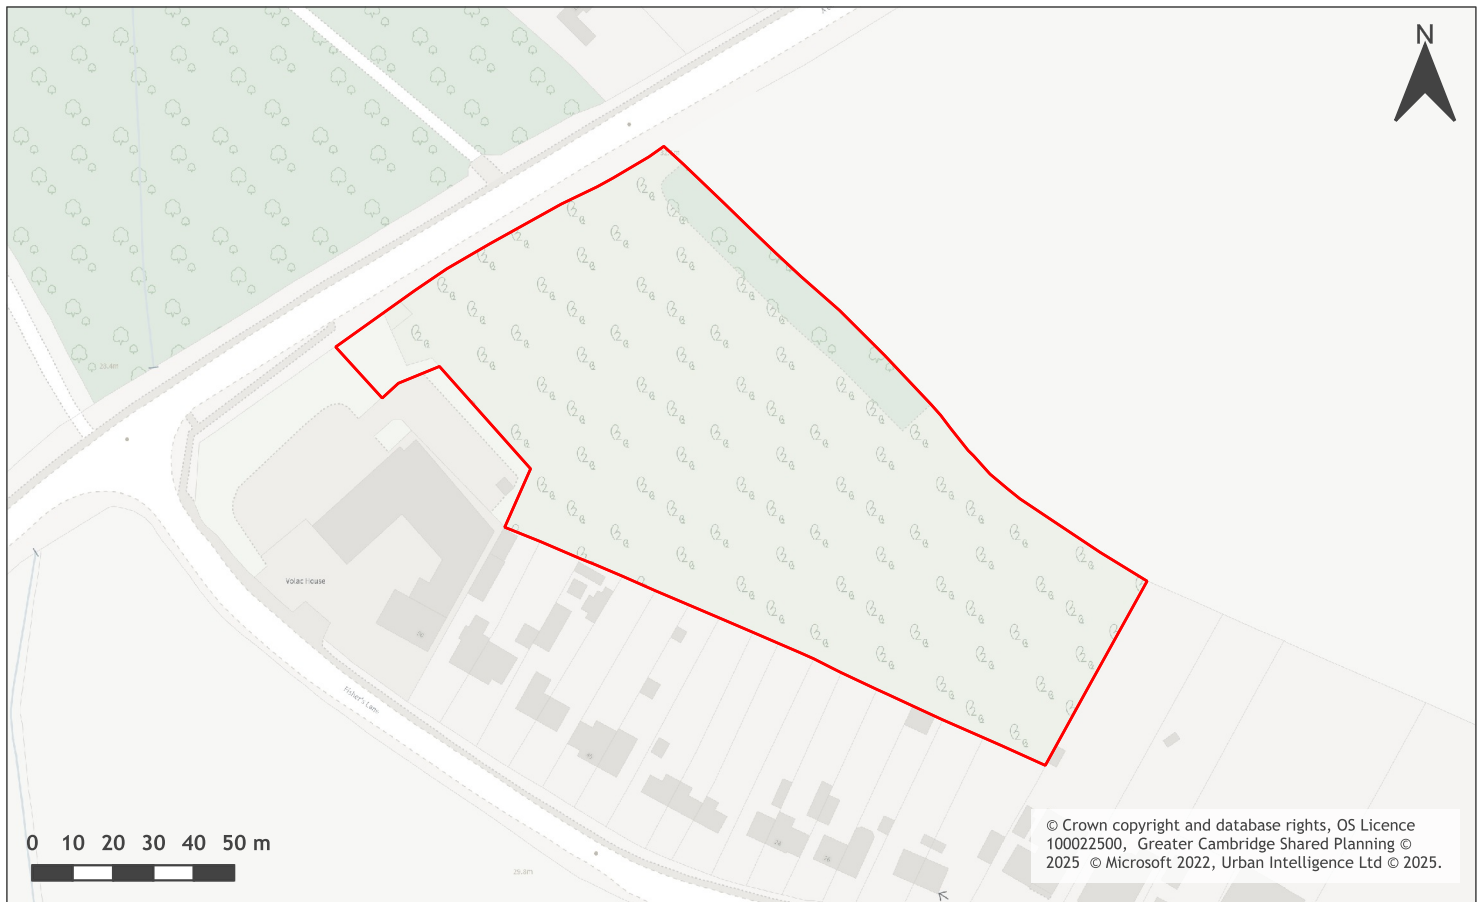 N
Volac House
Fisher's Lane
0 10 20 30 40 50 m
© Crown copyright and database rights, OS Licence
100022500, Greater Cambridge Shared Planning ©
2025 © Microsoft 2022, Urban Intelligence Ltd © 2025.